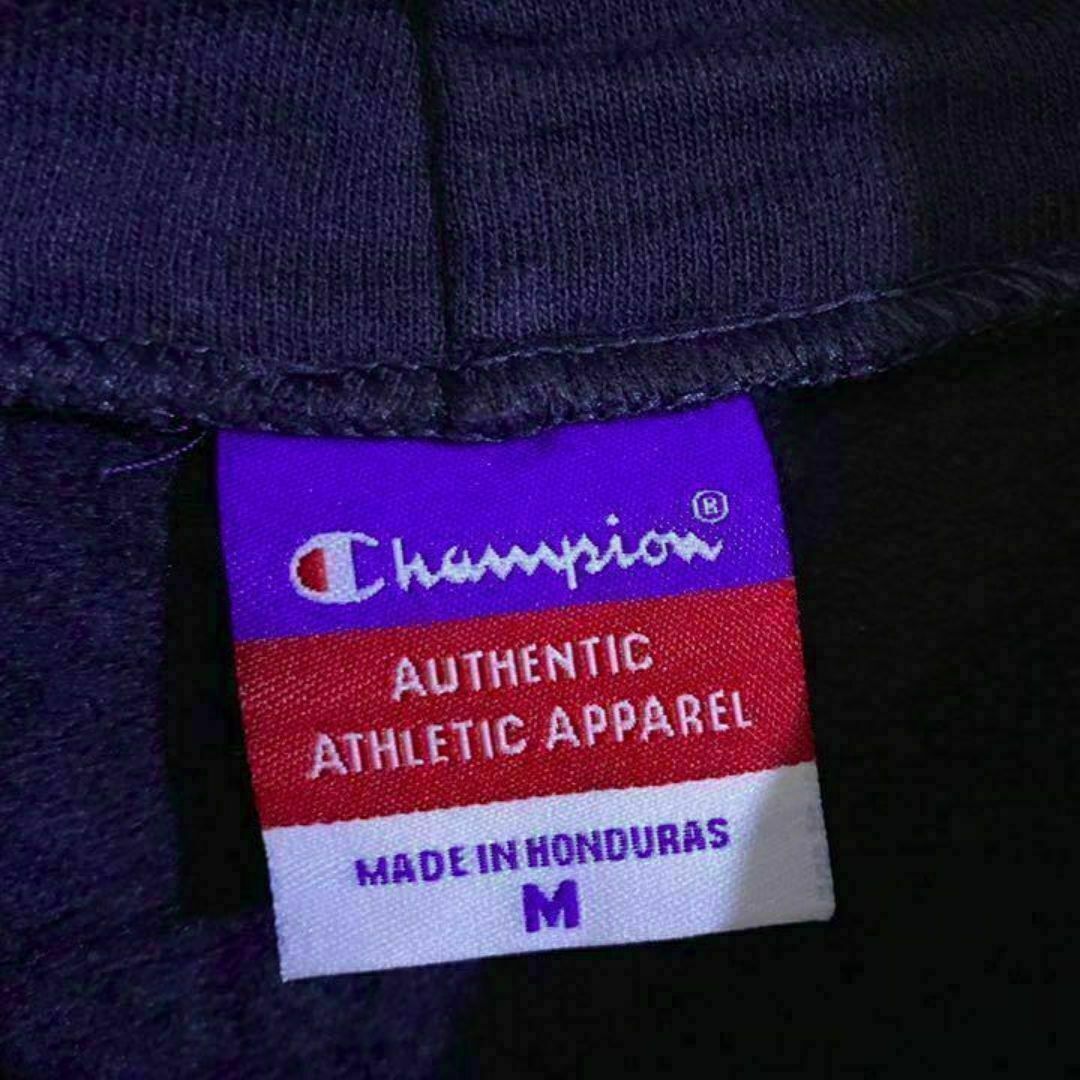 Champion®
AUTHENTIC
ATHLETIC APPAREL
MADE IN HONDURAS
M